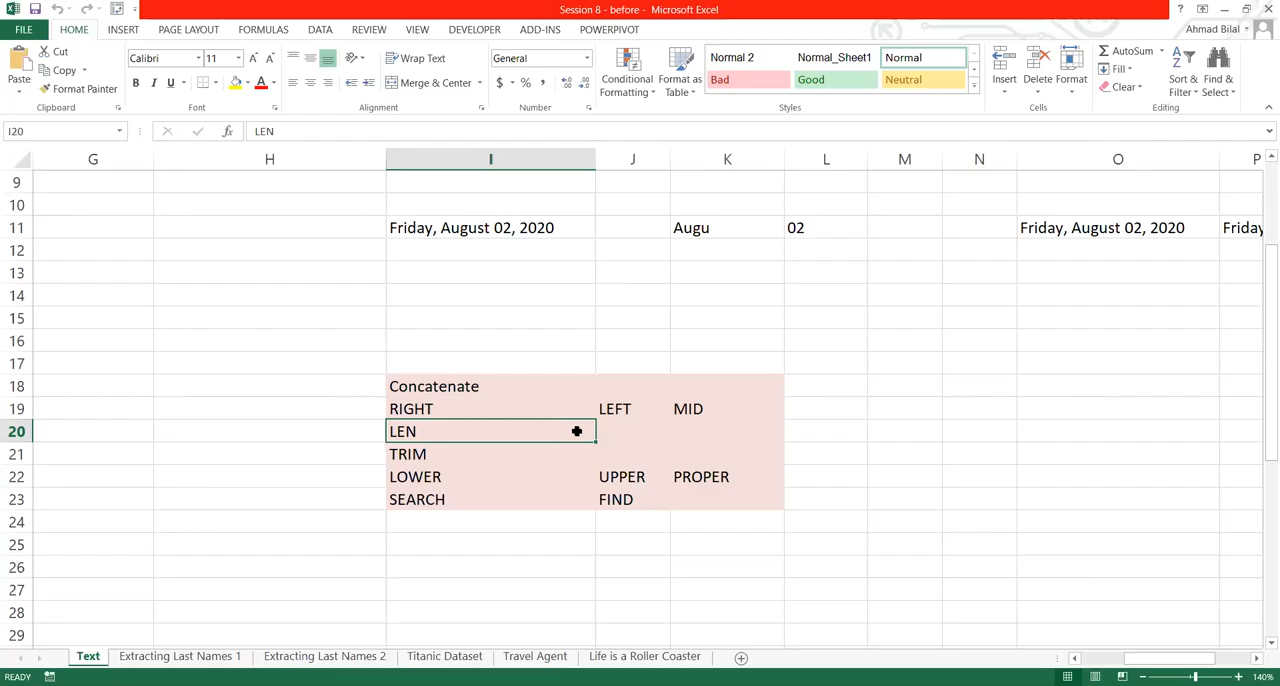 Session 8 - before - Microsoft Excel
FILE HOME INSERT PAGE LAYOUT FORMULAS DATA REVIEW VIEW DEVELOPER ADD-INS POWERPIVOT Ahmad Bilal
Cut Calibri 11 Wrap Text General Normal 2 Normal_Sheet1 Normal AutoSum
Copy Fill
Paste Format Painter B I U Merge & Center $ % Conditional Formatting Format as Table Bad Good Neutral Insert Delete Format Clear Sort & Filter Find & Select
Clipboard Font Alignment Number Styles Cells Editing
I20 fx LEN
G H I J K L M N O P
9
10
11 Friday, August 02, 2020 Augu 02 Friday, August 02, 2020 Friday
12
13
14
15
16
17
18 Concatenate
19 RIGHT LEFT MID
20 LEN
21 TRIM
22 LOWER UPPER PROPER
23 SEARCH FIND
24
25
26
27
28
29
Text Extracting Last Names 1 Extracting Last Names 2 Titanic Dataset Travel Agent Life is a Roller Coaster
READY 140%